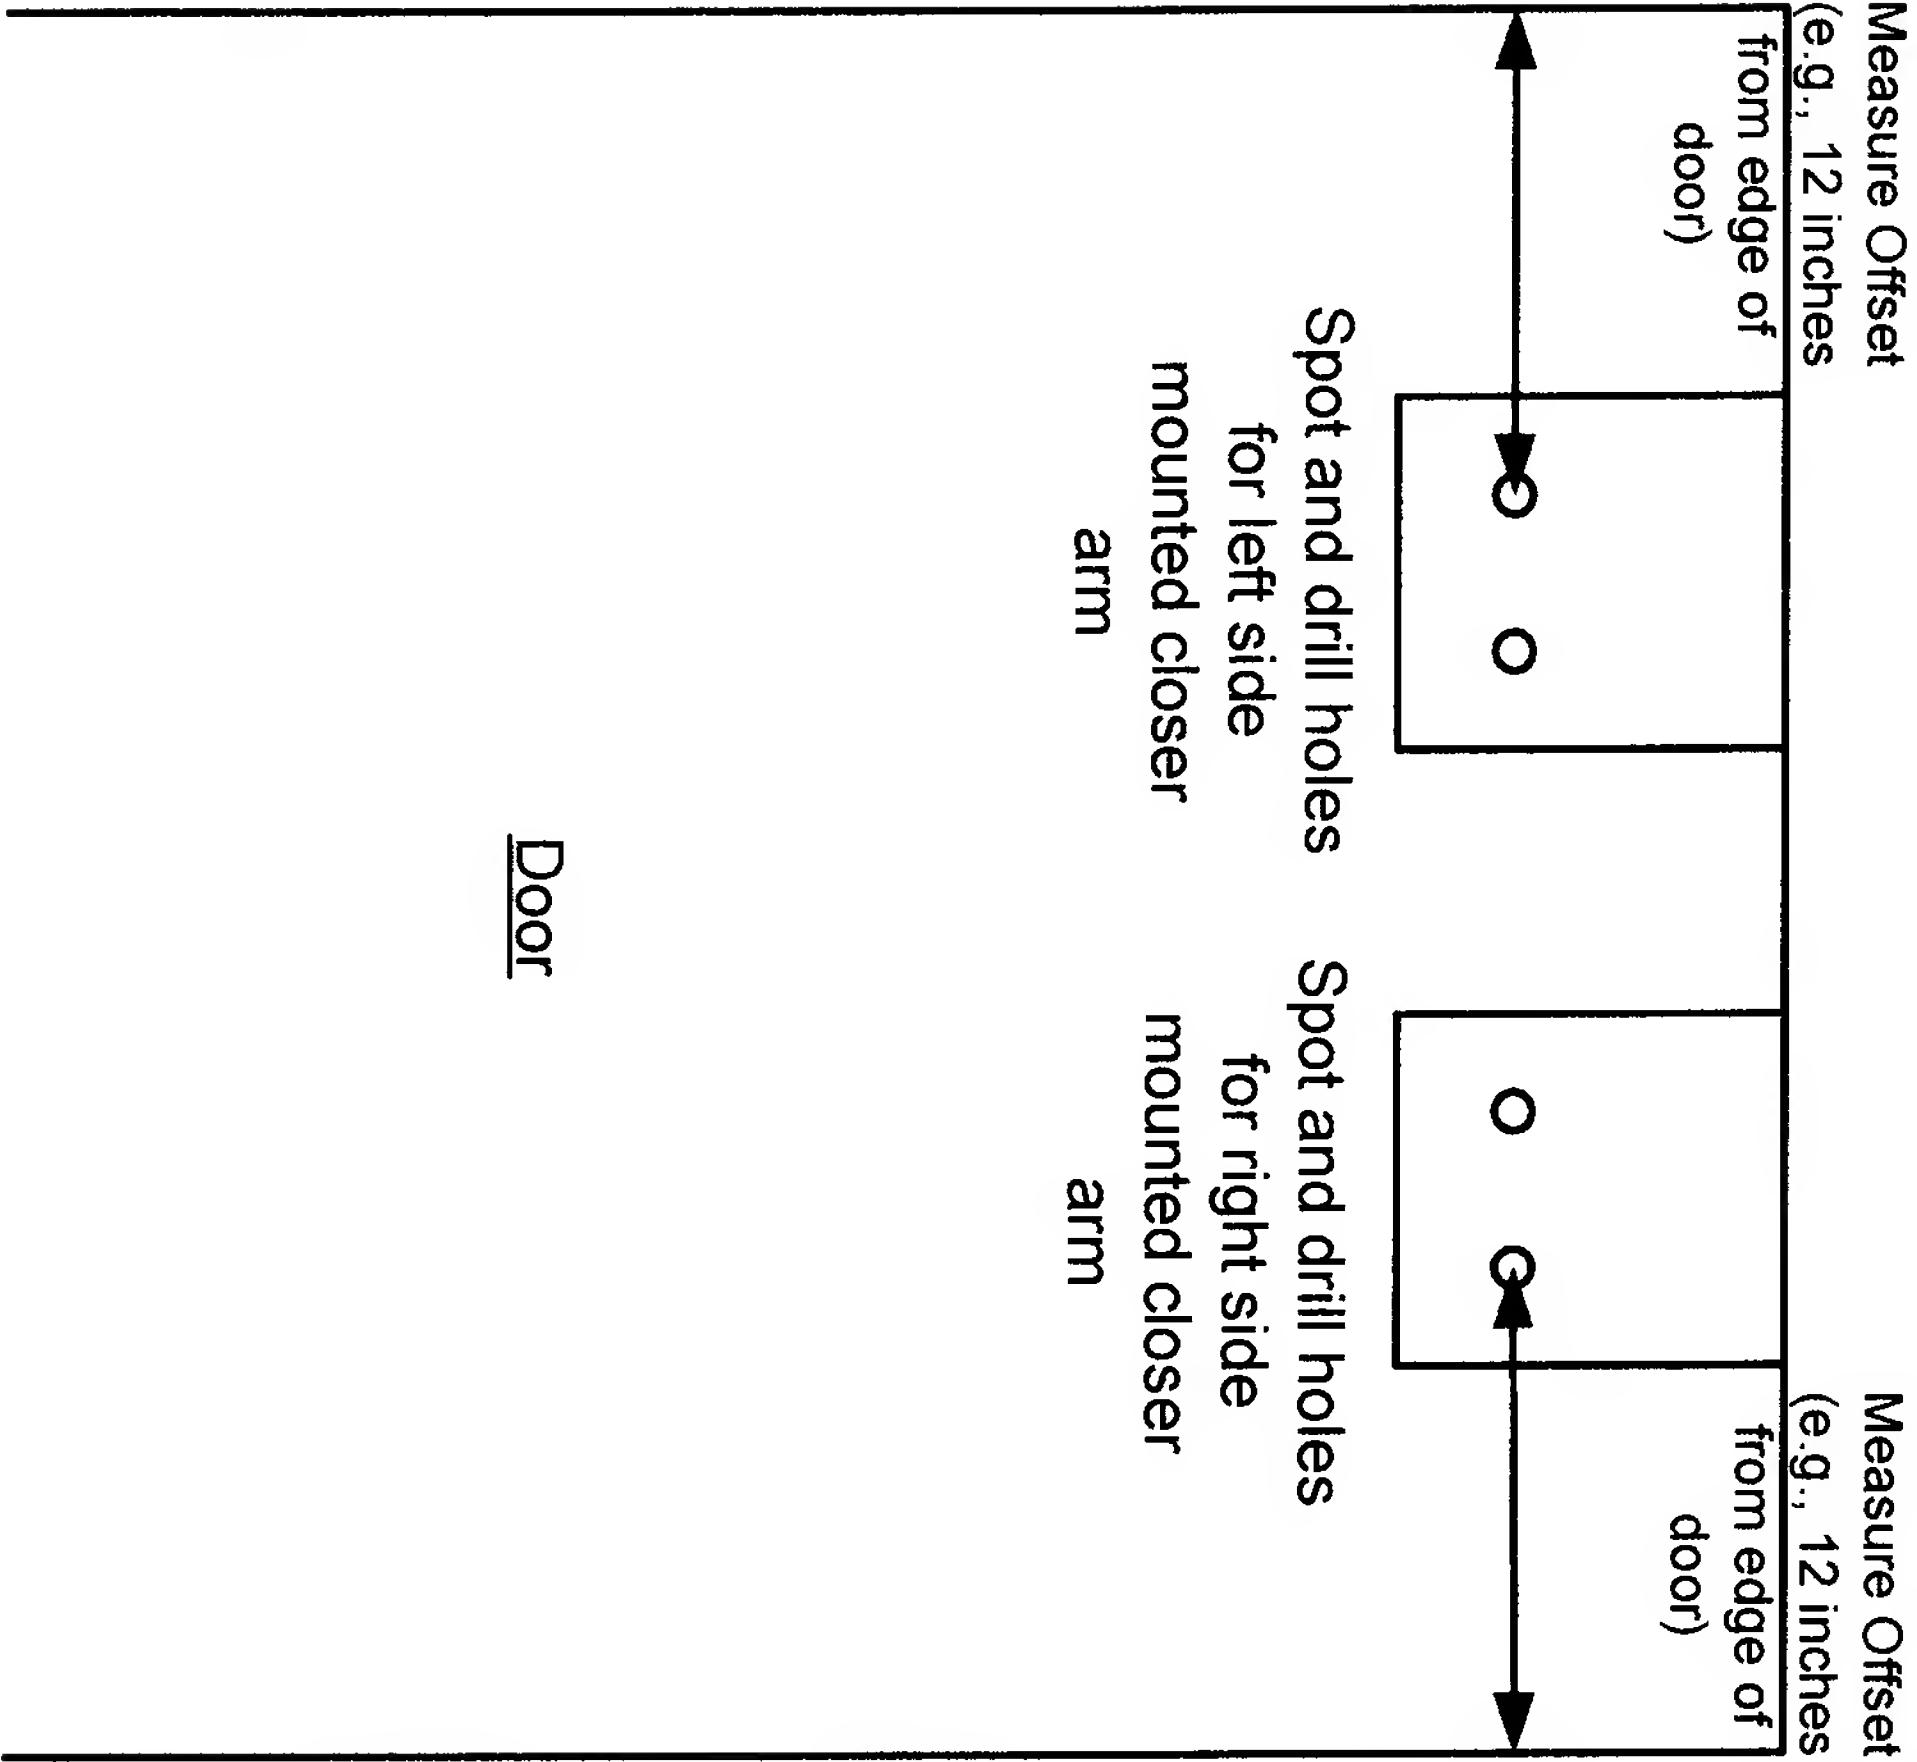 Measure Offset
(e.g., 12 inches
from edge of
door)
Measure Offset
(e.g., 12 inches
from edge of
door)
Spot and drill holes
for left side
mounted closer
arm
Spot and drill holes
for right side
mounted closer
arm
Door